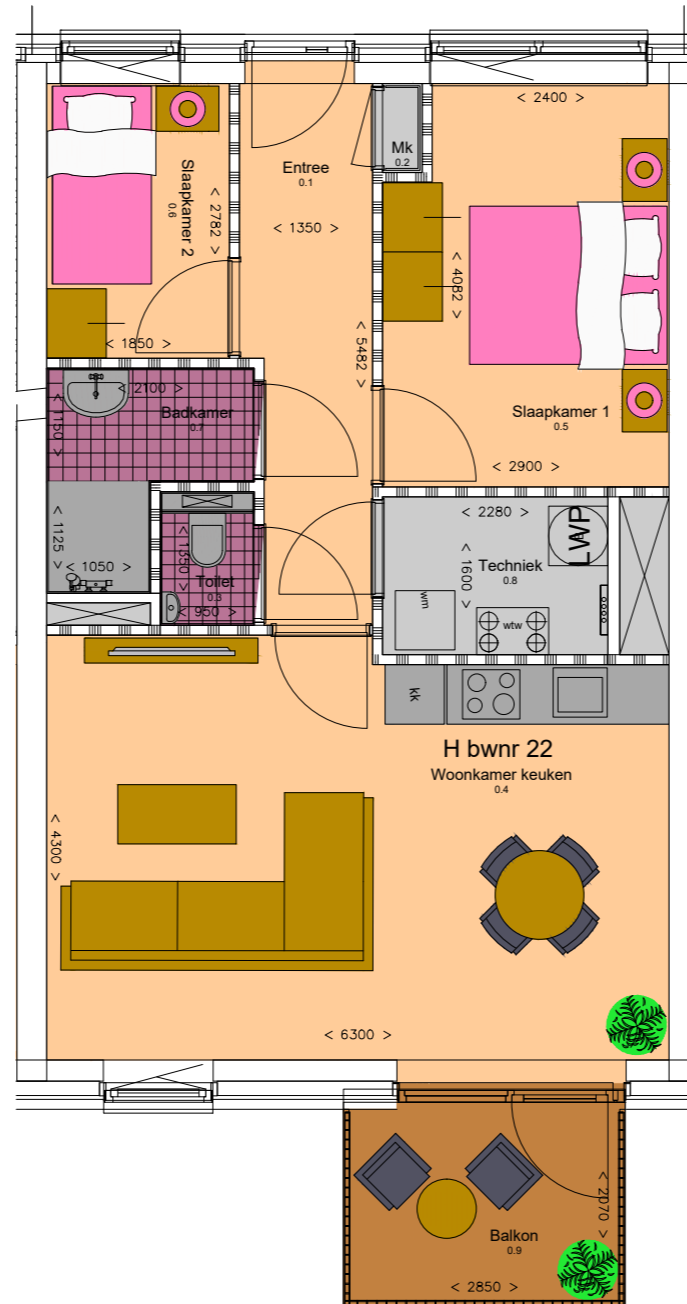 < 2400 >
Mk
0.2
Entree
0.1
< 1350 >
Slaapkamer 2
0.6
< 2782 >
< 1850 >
< 4082 >
< 5482 >
Slaapkamer 1
0.5
< 2900 >
< 2100 >
Badkamer
0.7
< 1150 >
< 1125 >
< 1050 >
< 1350 >
Toilet
0.3
< 950 >
< 2280 >
LWP
Techniek
0.8
< 1600 >
wm
wtw
kk
H bwnr 22
Woonkamer keuken
0.4
< 4300 >
< 6300 >
Balkon
0.9
< 2070 >
< 2850 >